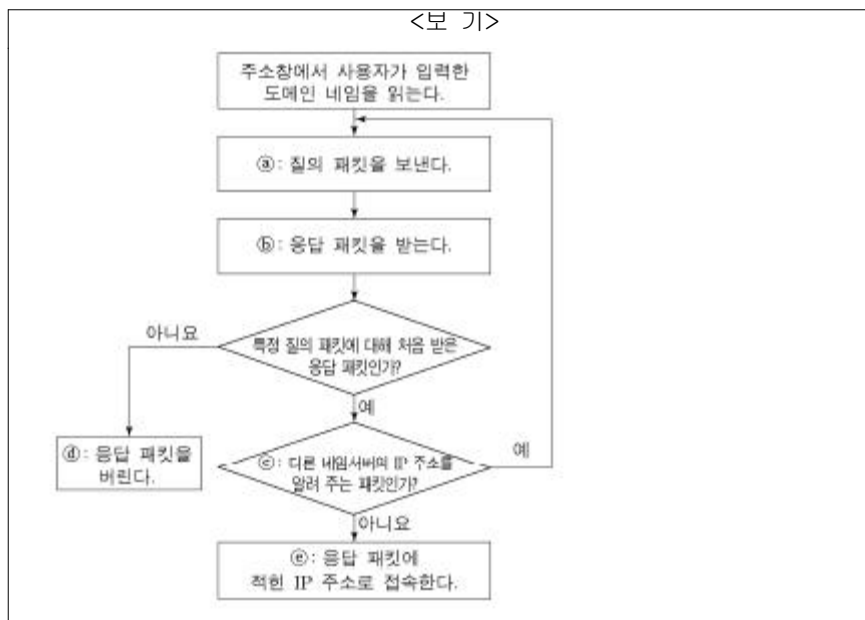 <보 기>
주소창에서 사용자가 입력한
도메인 네임을 읽는다.
ⓐ: 질의 패킷을 보낸다.
ⓑ: 응답 패킷을 받는다.
아니요
특정 질의 패킷에 대해 처음 받은
응답 패킷인가?
예
ⓓ: 응답 패킷을
버린다.
ⓒ: 다른 네임서버의 IP 주소를
알려 주는 패킷인가?
예
아니요
ⓔ: 응답 패킷에
적힌 IP 주소로 접속한다.